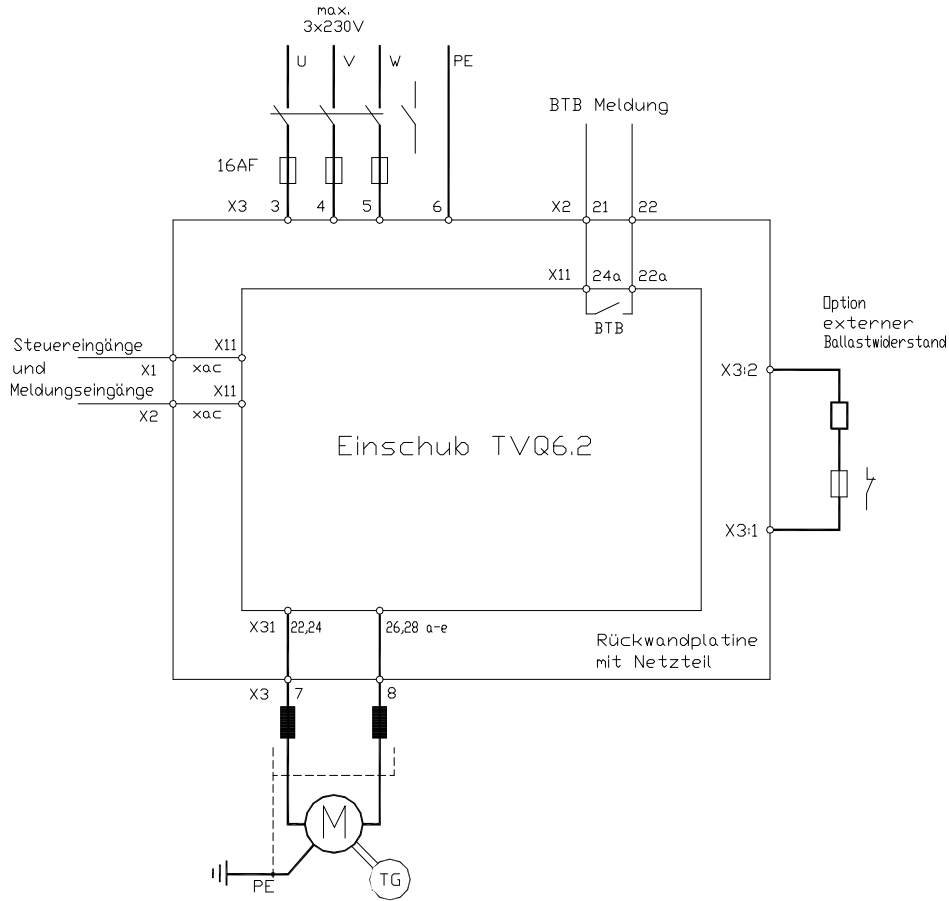 max.
3x230V
U V W PE
BTB Meldung
16AF
X3 3 4 5 6 X2 21 22
X11 24a 22a
BTB
Option
externer
Ballastwiderstand
Steuereingänge X11
X1 xac
und
Meldungseingänge X11
X2 xac
X3:2
Einschub TVQ6.2
X3:1
X31 22,24 26,28 a-e
Rückwandplatine
mit Netzteil
X3 7 8
M
TG
PE